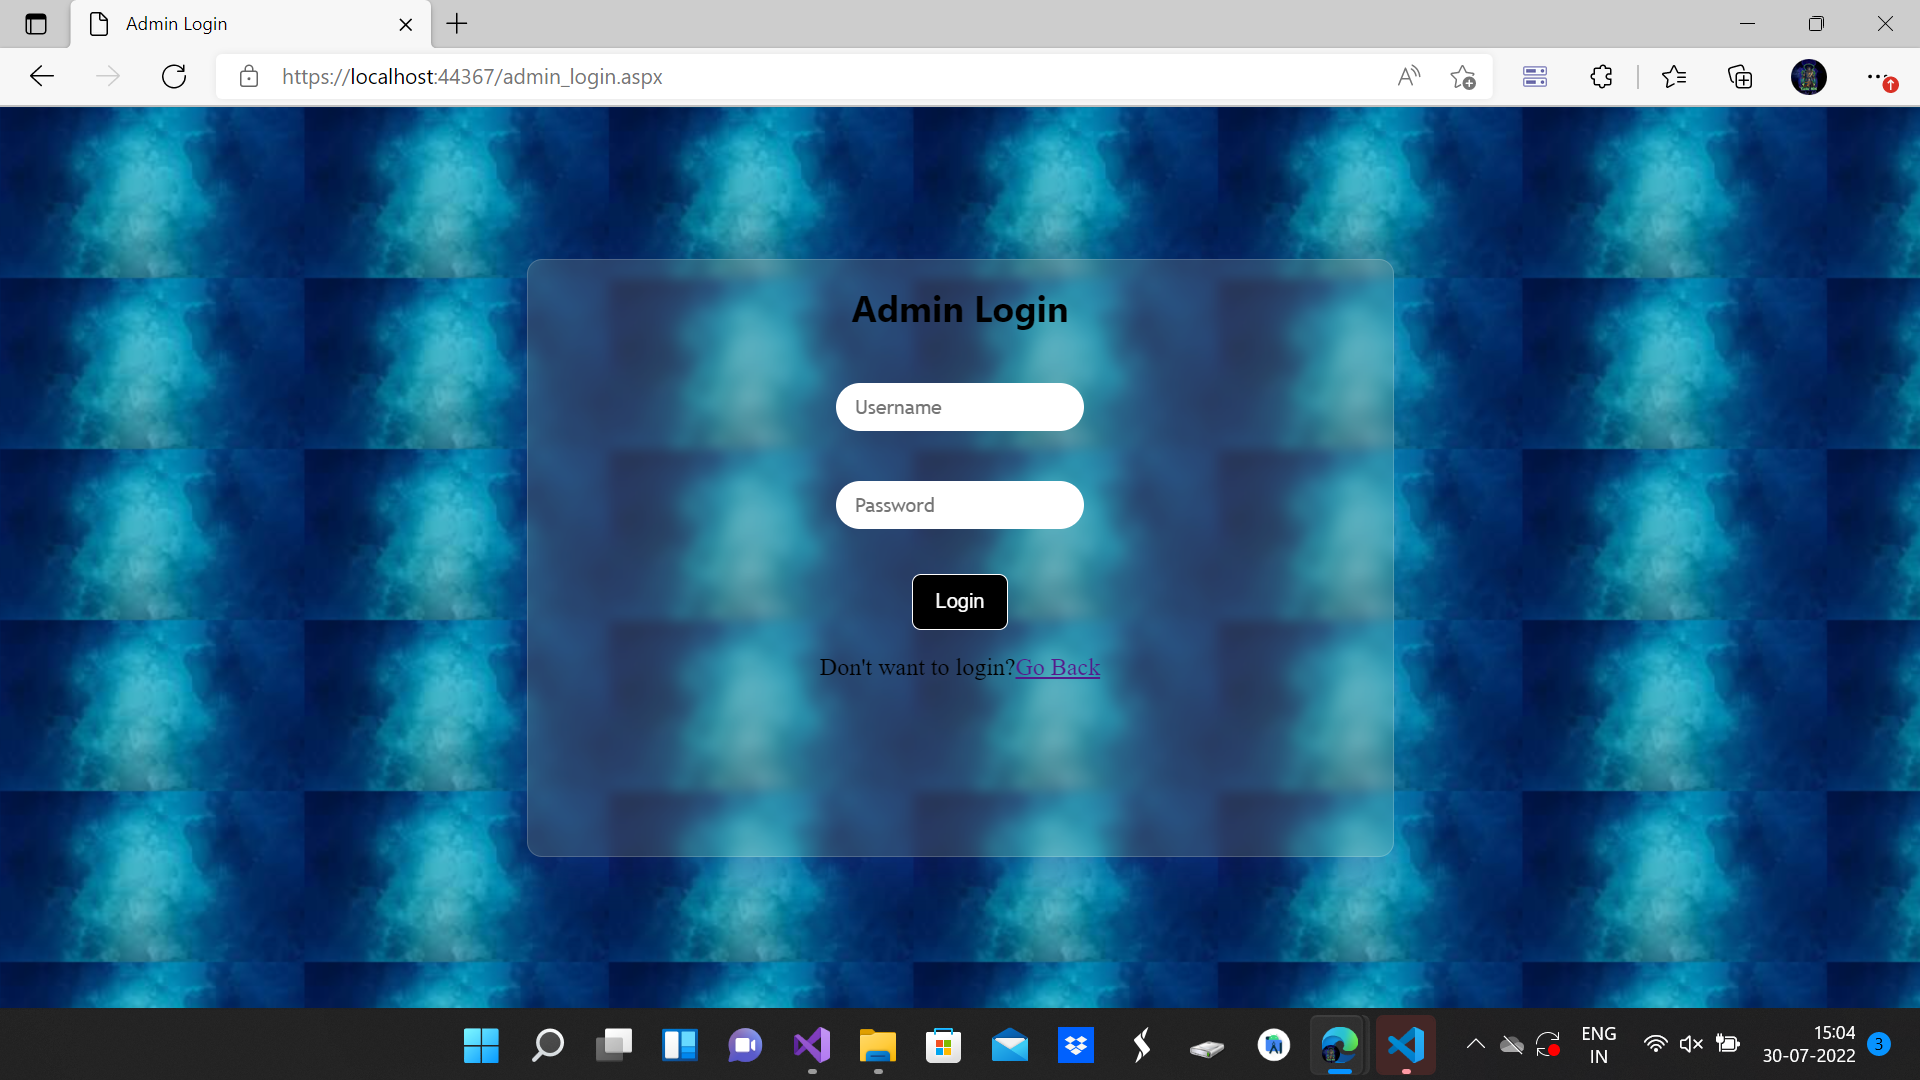 Admin Login
https://localhost:44367/admin_login.aspx
Admin Login
Username
Password
Login
Don't want to login?Go Back
ENG
IN
15:04
30-07-2022
3